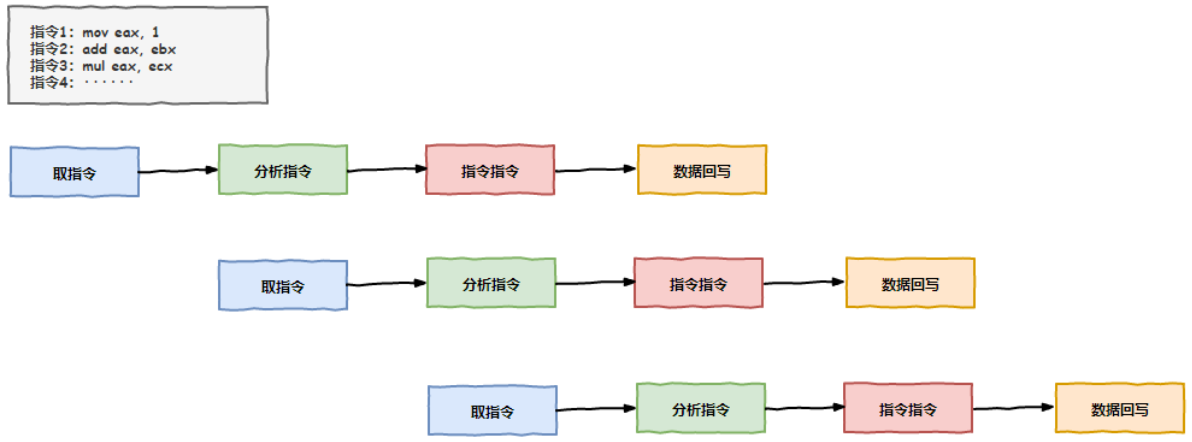 指令1：mov eax, 1
指令2：add eax, ebx
指令3：mul eax, ecx
指令4：······
取指令
分析指令
指令指令
数据回写
取指令
分析指令
指令指令
数据回写
取指令
分析指令
指令指令
数据回写